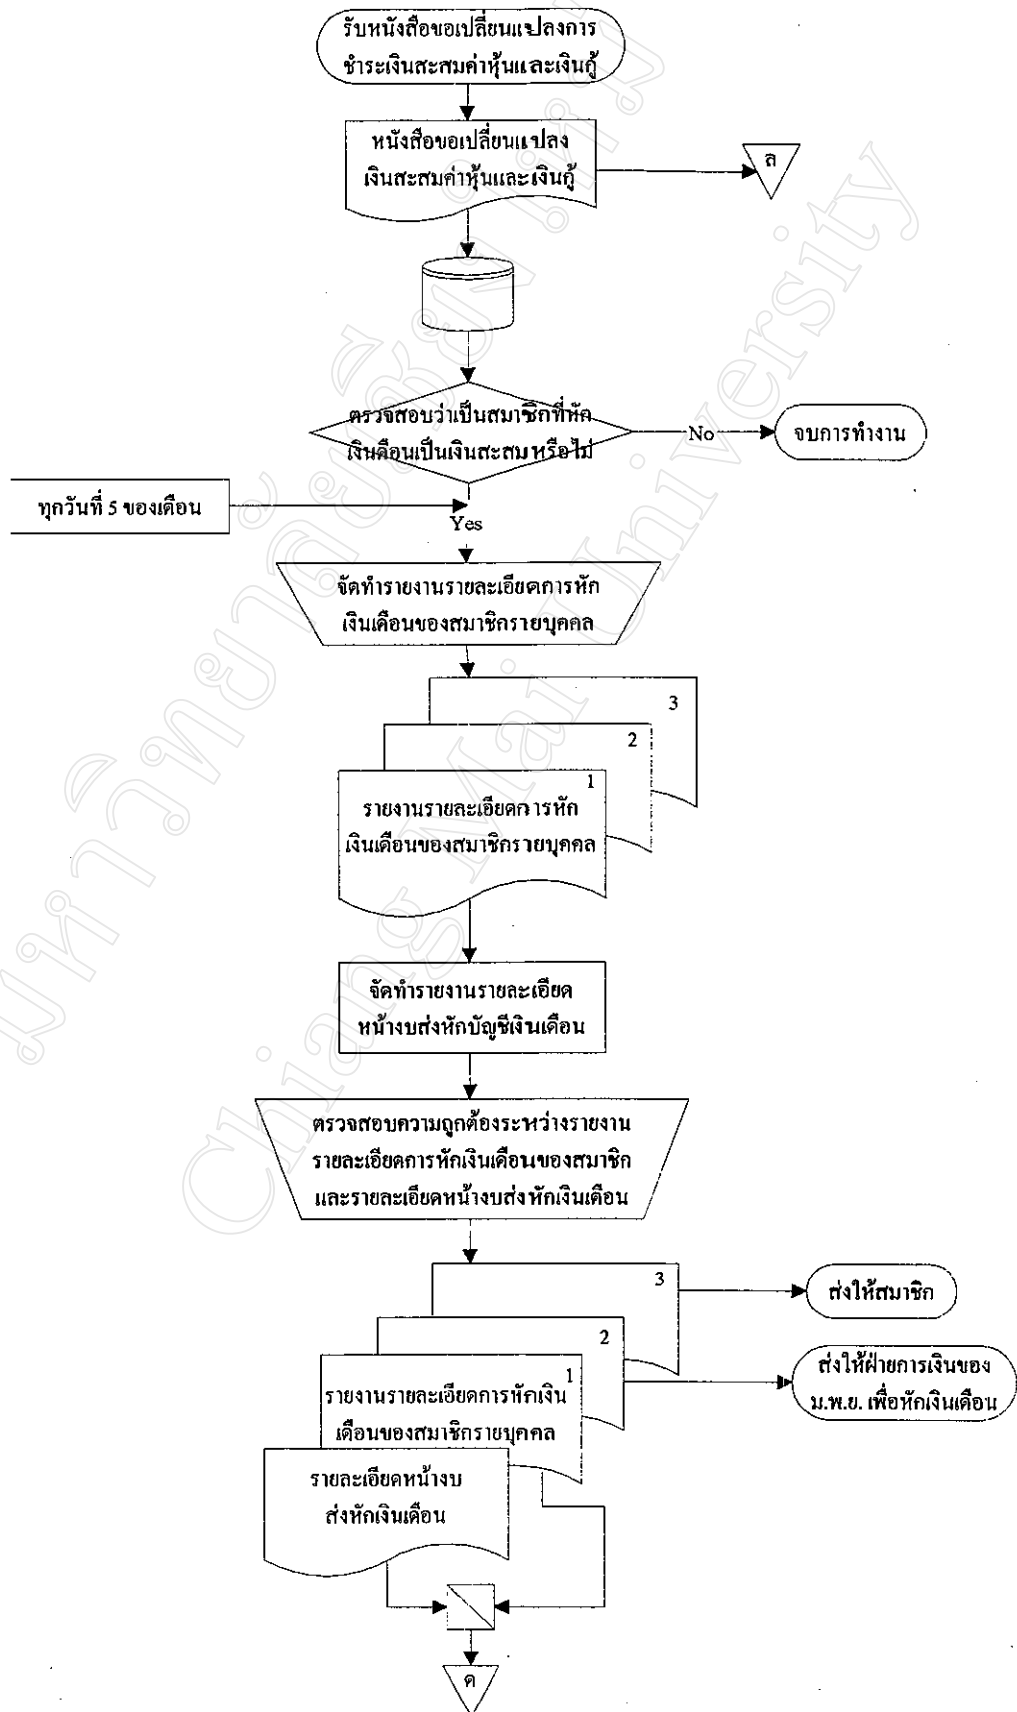 รับหนังสือขอเปลี่ยนแปลงการ
ชำระเงินสะสมค่าหุ้นและเงินกู้
หนังสือขอเปลี่ยนแปลง
เงินสะสมค่าหุ้นและเงินกู้
ล
ตรวจสอบว่าเป็นสมาชิกที่หัก
เงินเดือนเป็นเงินสะสมหรือไม่
No
จบการทำงาน
ทุกวันที่ 5 ของเดือน
Yes
จัดทำรายงานรายละเอียดการหัก
เงินเดือนของสมาชิกรายบุคคล
3
2
1
รายงานรายละเอียดการหัก
เงินเดือนของสมาชิกรายบุคคล
จัดทำรายงานรายละเอียด
หน้างบส่งหักบัญชีเงินเดือน
ตรวจสอบความถูกต้องระหว่างรายงาน
รายละเอียดการหักเงินเดือนของสมาชิก
และรายละเอียดหน้างบส่งหักเงินเดือน
3
ส่งให้สมาชิก
2
ส่งให้ฝ่ายการเงินของ
ม.พ.ย. เพื่อหักเงินเดือน
1
รายงานรายละเอียดการหักเงิน
เดือนของสมาชิกรายบุคคล
รายละเอียดหน้างบ
ส่งหักเงินเดือน
ค
มหาวิทยาลัยเชียงใหม่
Chiang Mai University